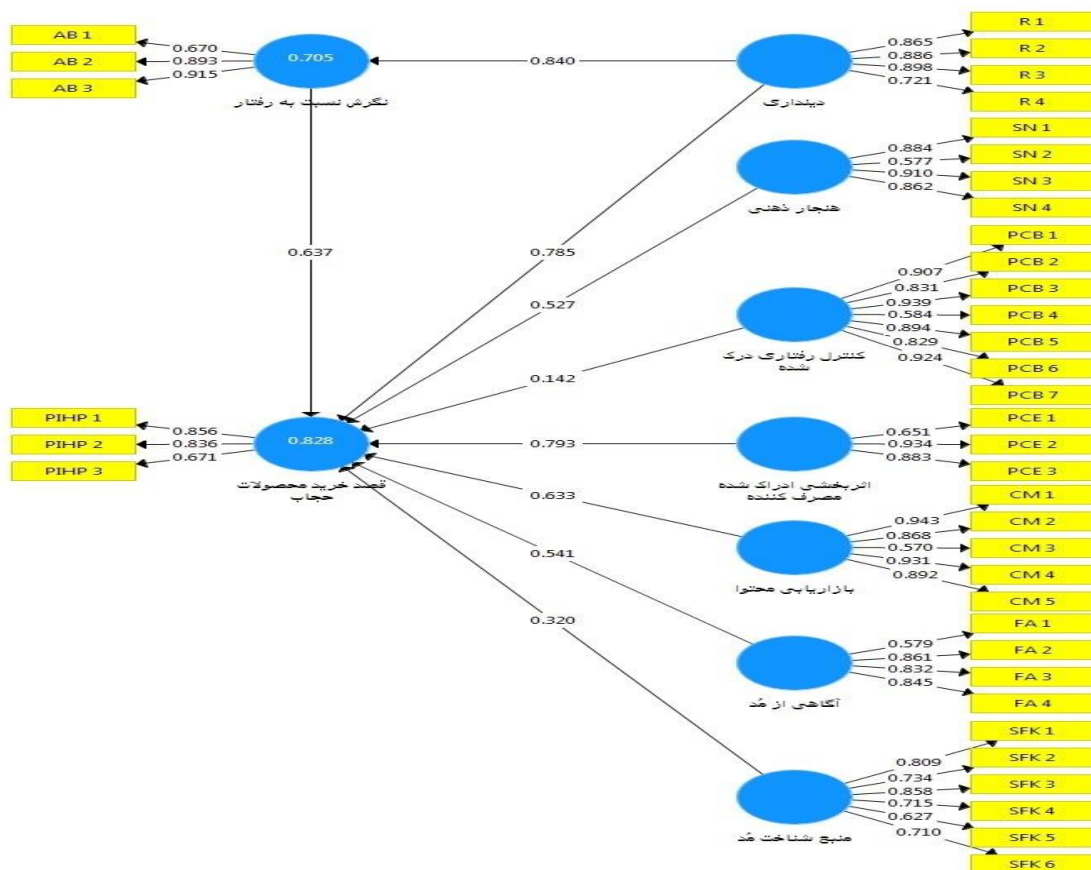 AB 1
AB 2
AB 3
0.670
0.893
0.915
0.705
نگرش نسبت به رفتار
0.840
دینداری
0.865
0.886
0.898
0.721
R 1
R 2
R 3
R 4
هنجار ذهنی
0.884
0.577
0.910
0.862
SN 1
SN 2
SN 3
SN 4
0.637
0.785
0.527
0.142
کنترل رفتاری درک
شده
0.907
0.831
0.939
0.584
0.894
0.829
0.924
PCB 1
PCB 2
PCB 3
PCB 4
PCB 5
PCB 6
PCB 7
PIHP 1
PIHP 2
PIHP 3
0.856
0.836
0.671
0.828
قصد خرید محصولات
حجاب
0.793
اثربخشی ادراک شده
مصرف کننده
0.651
0.934
0.883
PCE 1
PCE 2
PCE 3
0.633
بازاریابی محتوا
0.943
0.868
0.570
0.931
0.892
CM 1
CM 2
CM 3
CM 4
CM 5
0.541
آگاهی از مُد
0.579
0.861
0.832
0.845
FA 1
FA 2
FA 3
FA 4
0.320
منبع شناخت مُد
0.809
0.734
0.858
0.715
0.627
0.710
SFK 1
SFK 2
SFK 3
SFK 4
SFK 5
SFK 6